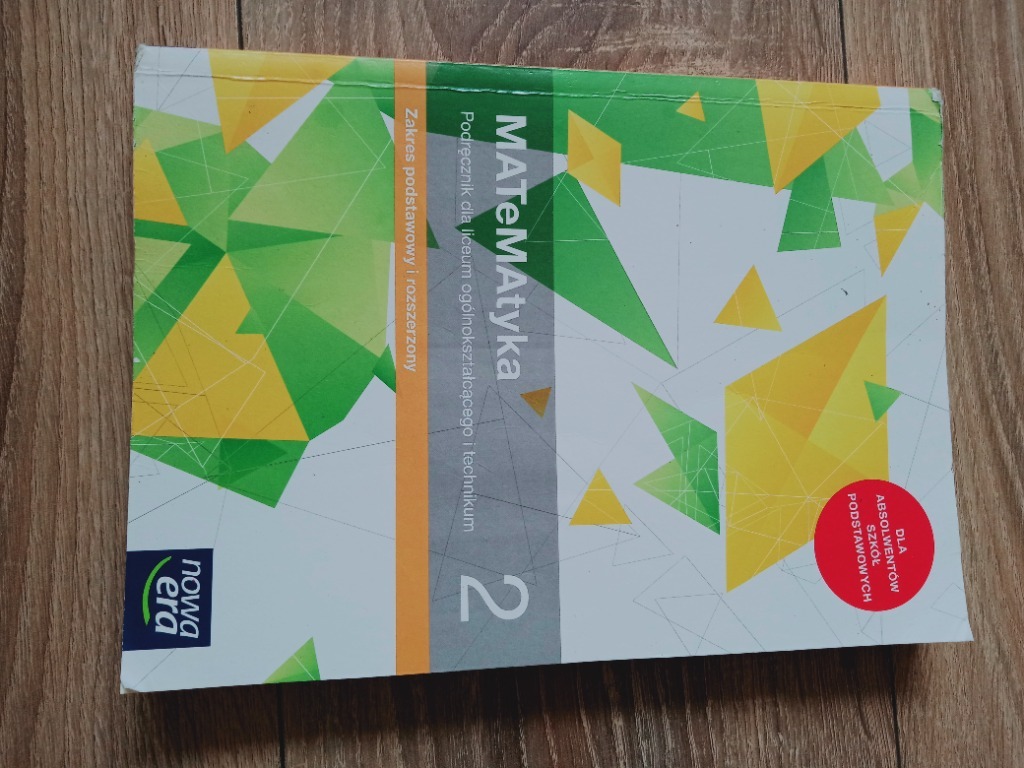 DLA
ABSOLWENTÓW
SZKÓŁ
PODSTAWOWYCH
MATeMAtyka 2
Podręcznik dla liceum ogólnokształcącego i technikum
Zakres podstawowy i rozszerzony
nowa
era